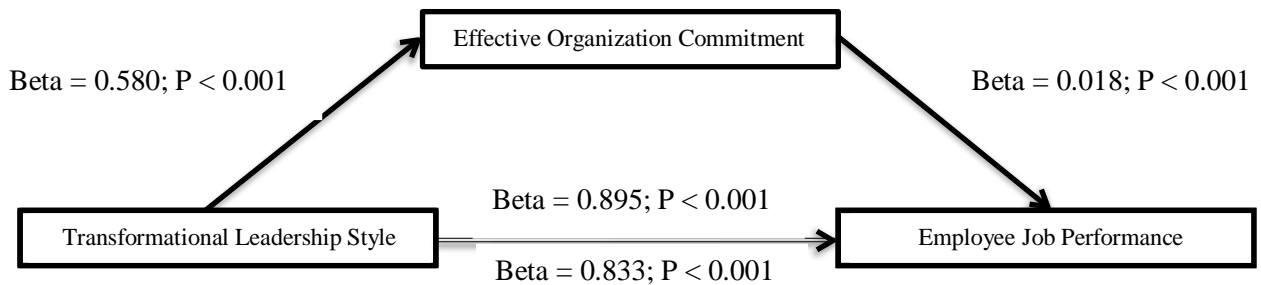 Effective Organization Commitment
Beta = 0.580; P < 0.001
Beta = 0.018; P < 0.001
Beta = 0.895; P < 0.001
Transformational Leadership Style
Employee Job Performance
Beta = 0.833; P < 0.001